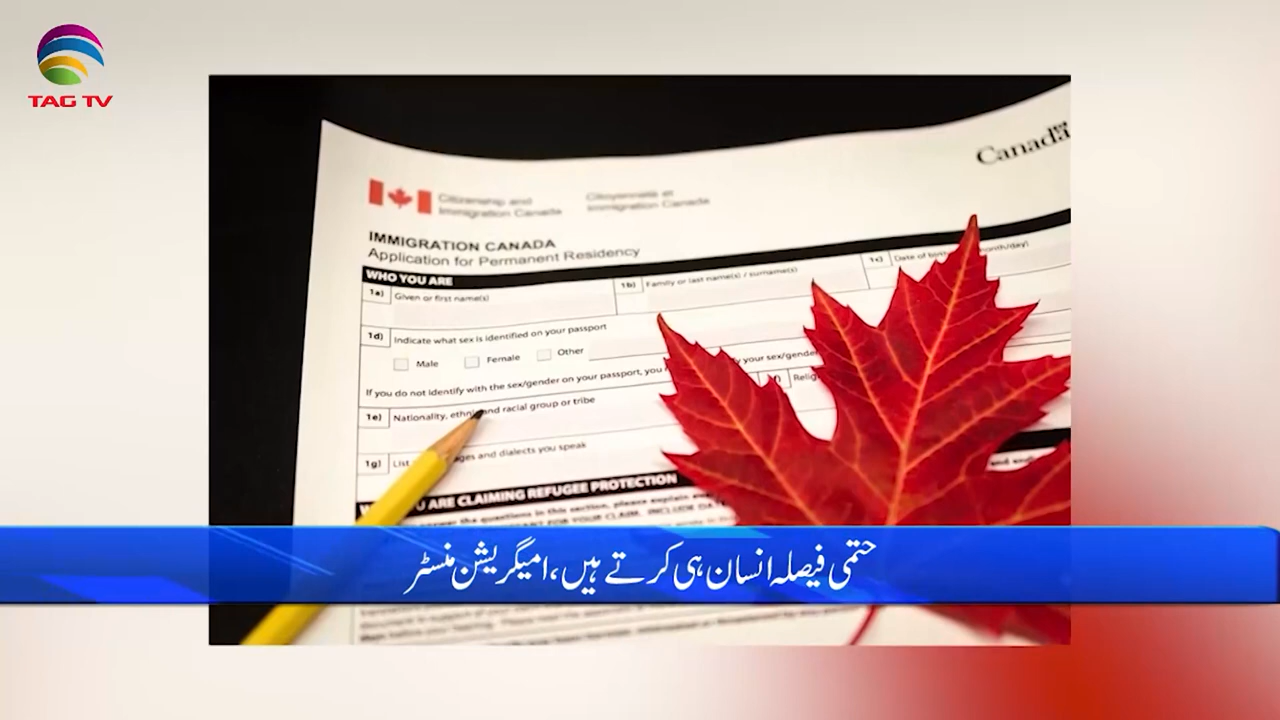 TAG TV
Canada
Citizenship and Immigration Canada
Citoyenneté et Immigration Canada
IMMIGRATION CANADA
Application for Permanent Residency
WHO YOU ARE
1a) Given or first name(s)
1b) Family or last name(s) / surname(s)
1c) Date of birth month/day)
1d) Indicate what sex is identified on your passport
Male Female Other
If you do not identify with the sex/gender on your passport, you your sex/gender
1e) Nationality, ethnic and racial group or tribe
1g) List ages and dialects you speak
ARE CLAIMING REFUGEE PROTECTION
حتمی فیصلہ انسان ہی کرتے ہیں، امیگریشن منسٹر